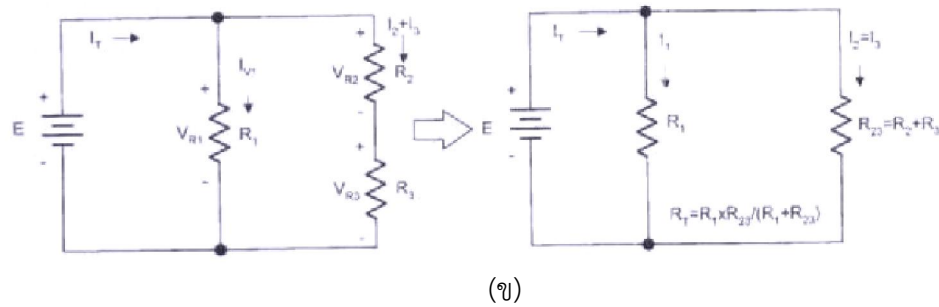 I_T
I_V1
I_2+I_3
+
V_R2
R_2
-
+
E
-
+
V_R1
R_1
-
+
V_R3
R_3
-
I_T
I_1
I_2=I_3
+
E
-
R_1
R_23=R_2+R_3
R_T=R_1xR_23/(R_1+R_23)
(ข)